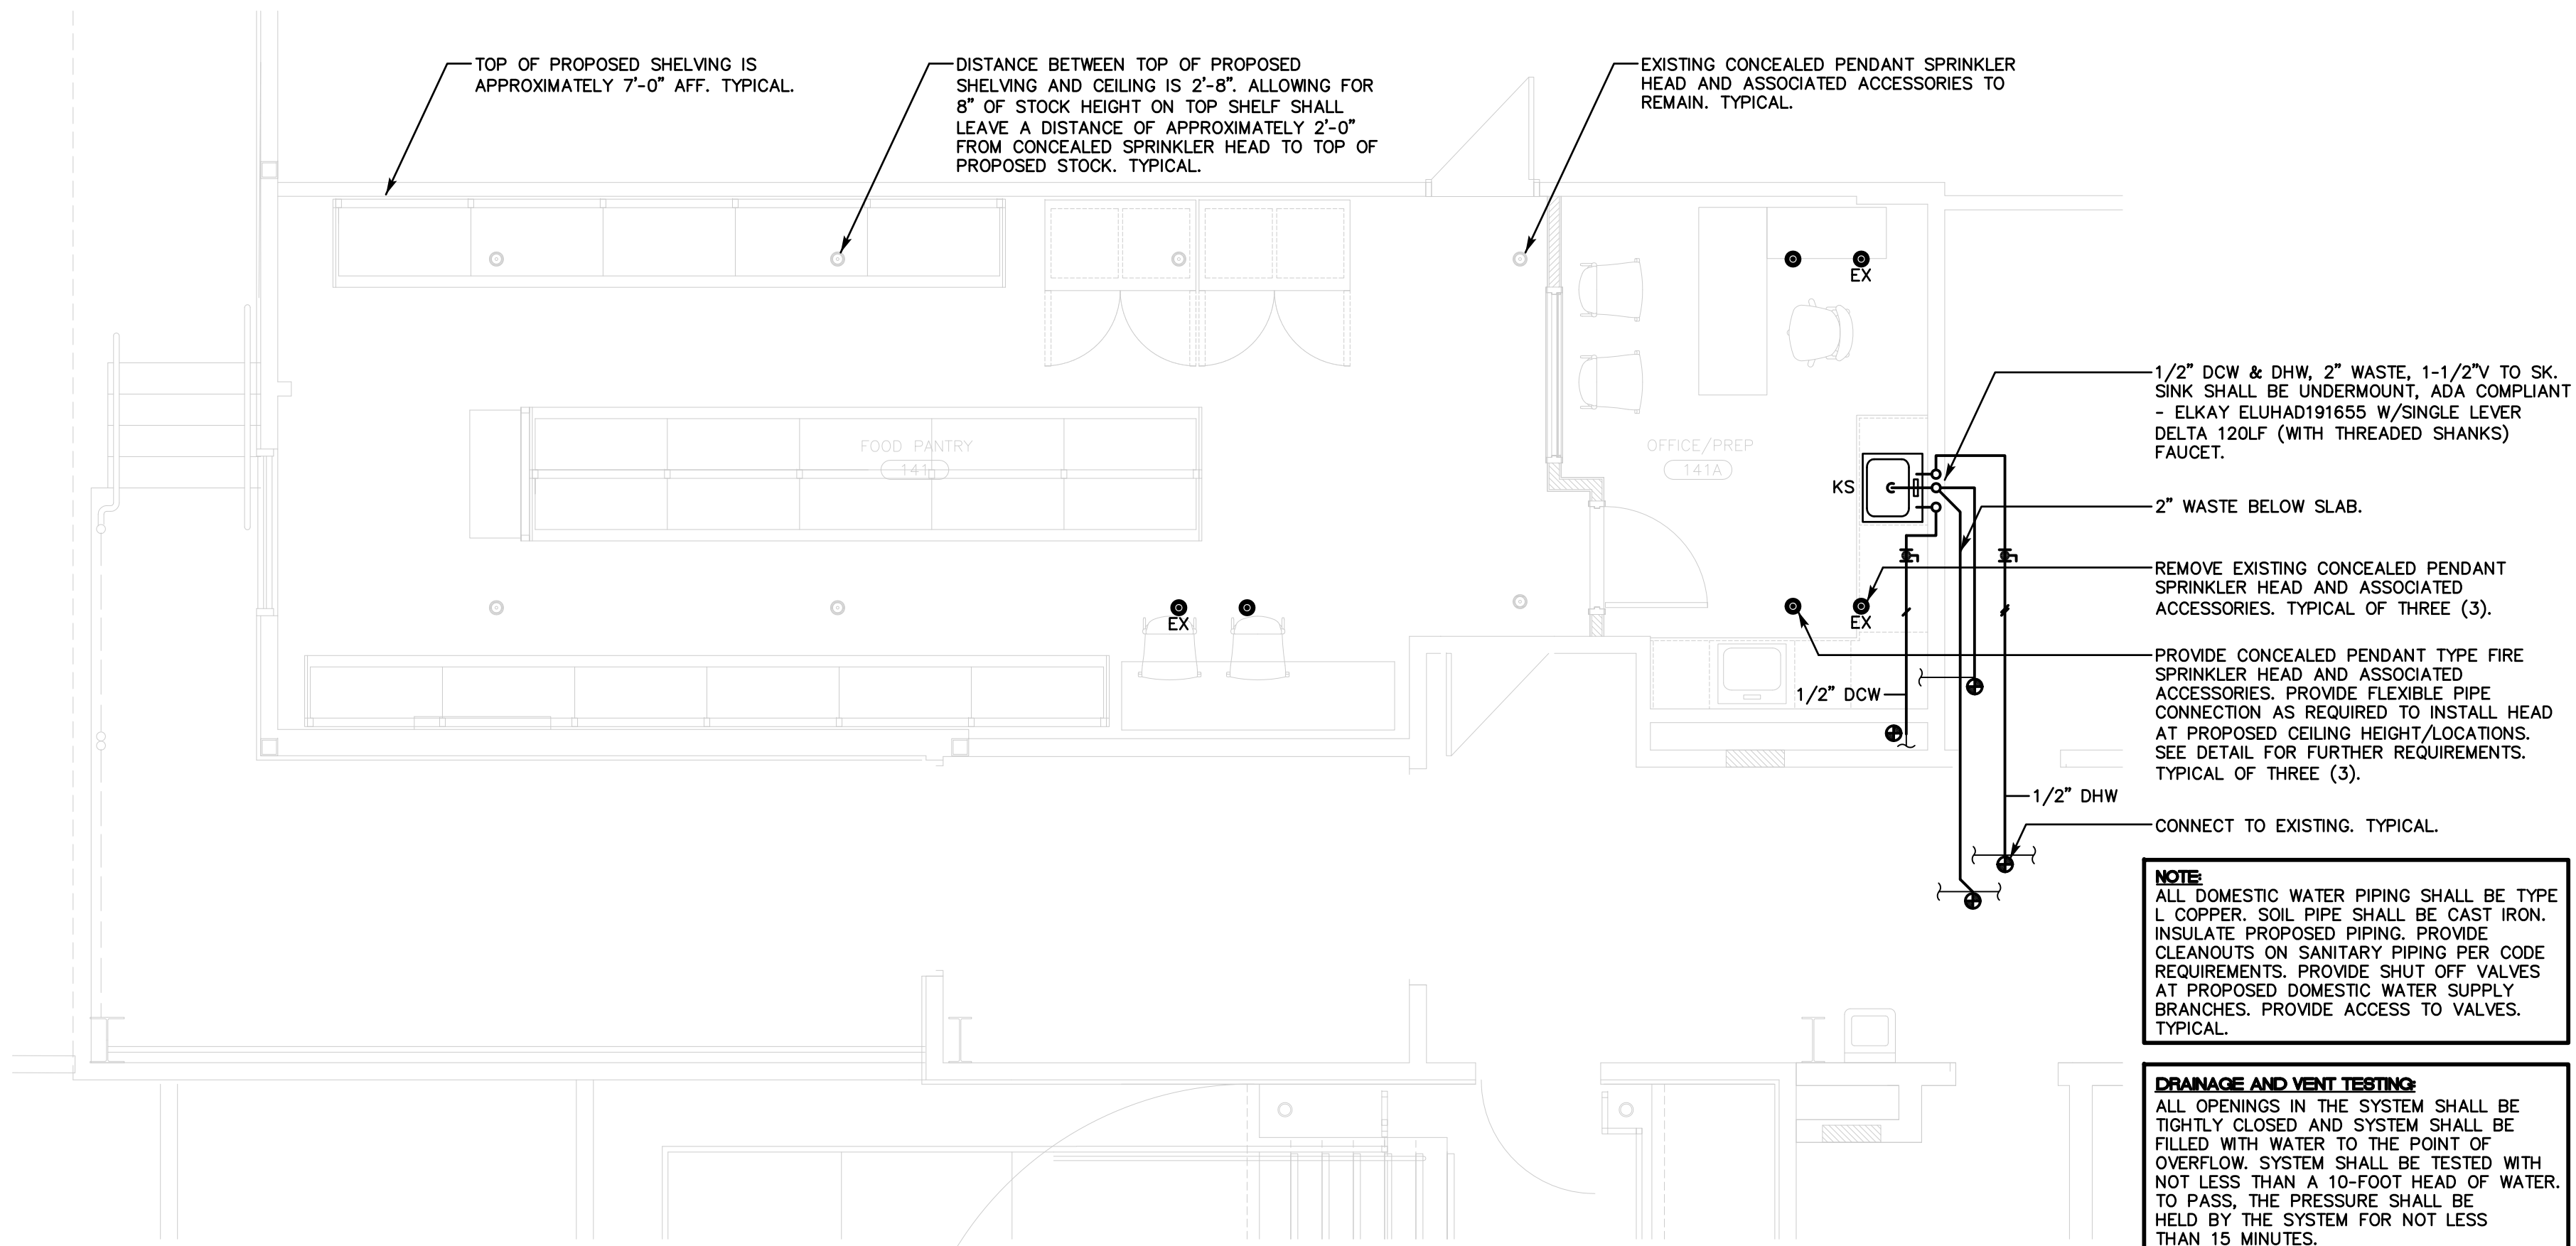 TOP OF PROPOSED SHELVING IS
APPROXIMATELY 7'-0" AFF. TYPICAL.
DISTANCE BETWEEN TOP OF PROPOSED
SHELVING AND CEILING IS 2'-8". ALLOWING FOR
8" OF STOCK HEIGHT ON TOP SHELF SHALL
LEAVE A DISTANCE OF APPROXIMATELY 2'-0"
FROM CONCEALED SPRINKLER HEAD TO TOP OF
PROPOSED STOCK. TYPICAL.
EXISTING CONCEALED PENDANT SPRINKLER
HEAD AND ASSOCIATED ACCESSORIES TO
REMAIN. TYPICAL.
EX
1/2" DCW & DHW, 2" WASTE, 1-1/2"V TO SK.
SINK SHALL BE UNDERMOUNT, ADA COMPLIANT
- ELKAY ELUHAD191655 W/SINGLE LEVER
DELTA 120LF (WITH THREADED SHANKS)
FAUCET.
FOOD PANTRY
141
OFFICE/PREP
141A
KS
2" WASTE BELOW SLAB.
REMOVE EXISTING CONCEALED PENDANT
SPRINKLER HEAD AND ASSOCIATED
ACCESSORIES. TYPICAL OF THREE (3).
EX
EX
PROVIDE CONCEALED PENDANT TYPE FIRE
SPRINKLER HEAD AND ASSOCIATED
ACCESSORIES. PROVIDE FLEXIBLE PIPE
CONNECTION AS REQUIRED TO INSTALL HEAD
AT PROPOSED CEILING HEIGHT/LOCATIONS.
SEE DETAIL FOR FURTHER REQUIREMENTS.
TYPICAL OF THREE (3).
1/2" DCW
1/2" DHW
CONNECT TO EXISTING. TYPICAL.
NOTE:
ALL DOMESTIC WATER PIPING SHALL BE TYPE
L COPPER. SOIL PIPE SHALL BE CAST IRON.
INSULATE PROPOSED PIPING. PROVIDE
CLEANOUTS ON SANITARY PIPING PER CODE
REQUIREMENTS. PROVIDE SHUT OFF VALVES
AT PROPOSED DOMESTIC WATER SUPPLY
BRANCHES. PROVIDE ACCESS TO VALVES.
TYPICAL.
DRAINAGE AND VENT TESTING:
ALL OPENINGS IN THE SYSTEM SHALL BE
TIGHTLY CLOSED AND SYSTEM SHALL BE
FILLED WITH WATER TO THE POINT OF
OVERFLOW. SYSTEM SHALL BE TESTED WITH
NOT LESS THAN A 10-FOOT HEAD OF WATER.
TO PASS, THE PRESSURE SHALL BE
HELD BY THE SYSTEM FOR NOT LESS
THAN 15 MINUTES.